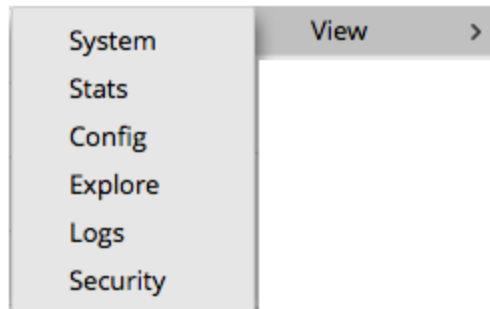 View >
System
Stats
Config
Explore
Logs
Security